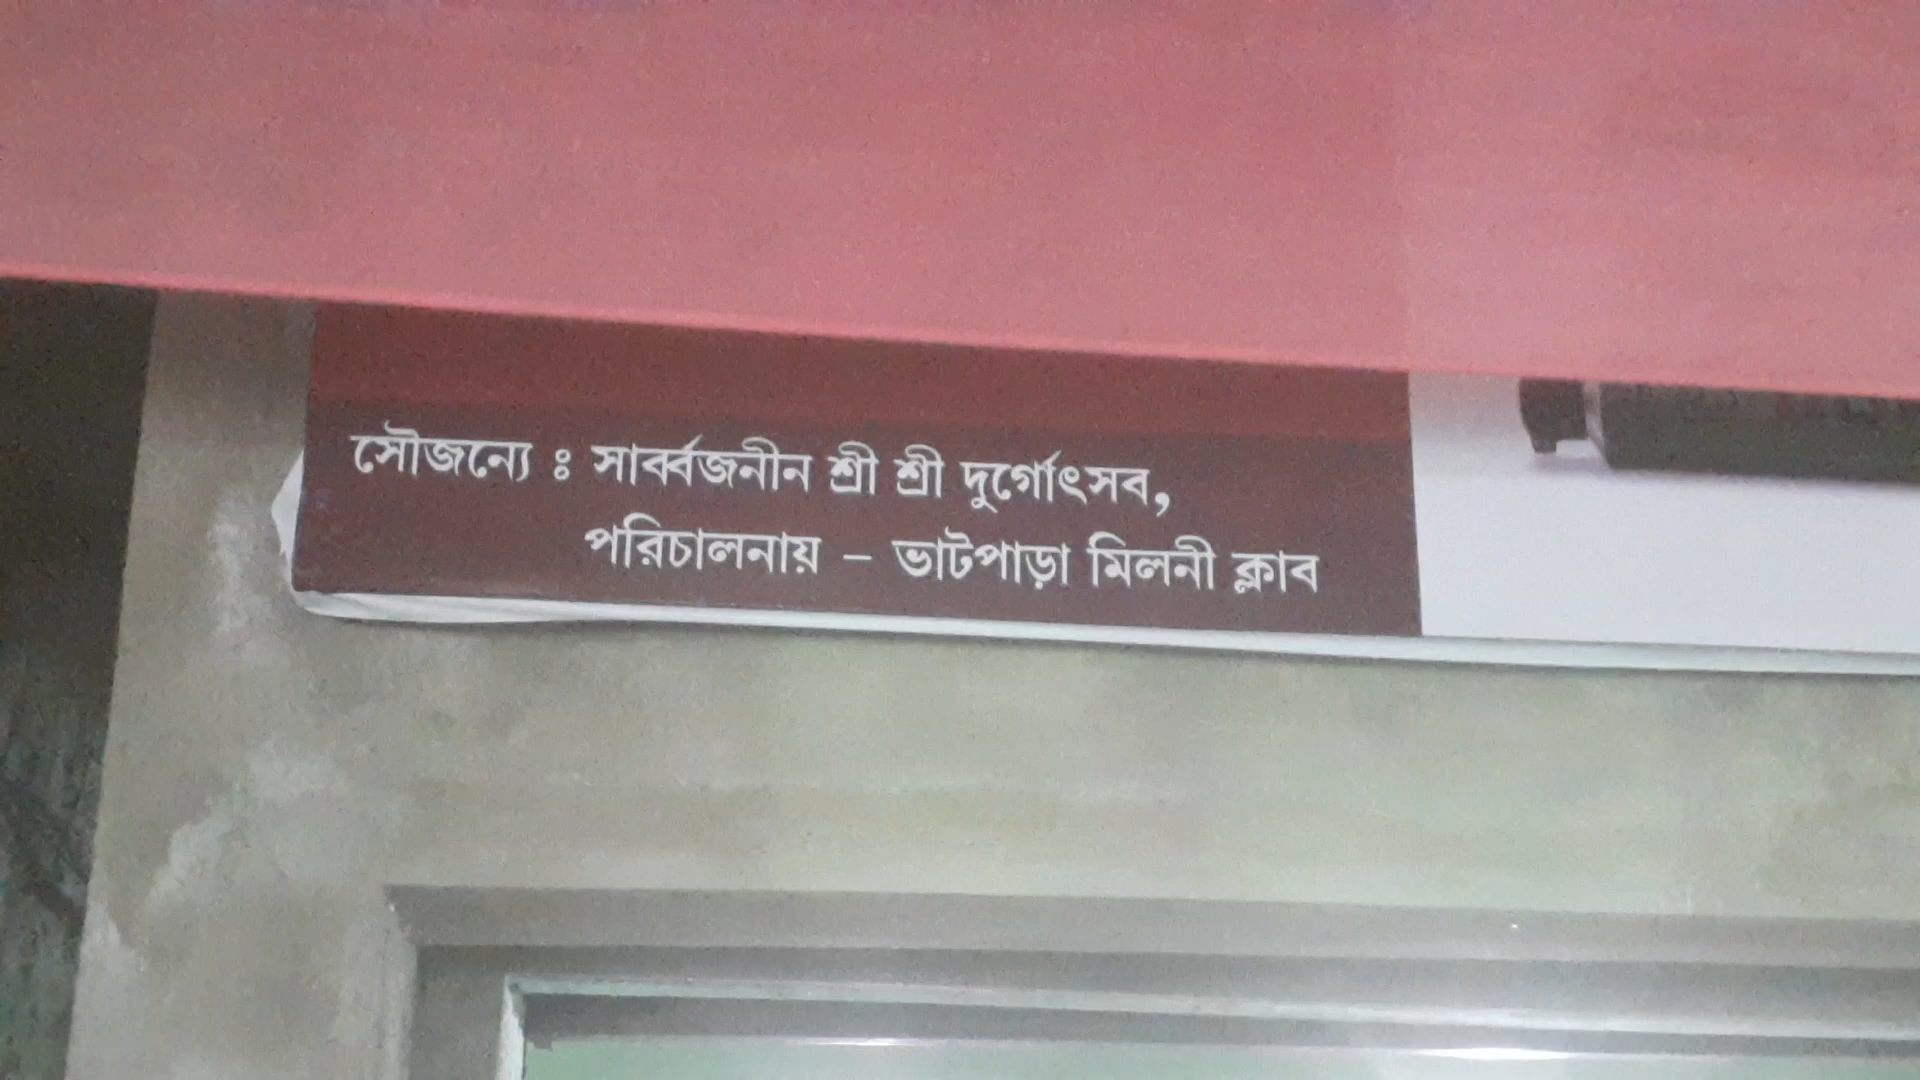 সৌজন্যে ঃ সার্ব্বজনীন শ্রী শ্রী দুর্গোৎসব,
পরিচালনায় – ভাটপাড়া মিলনী ক্লাব